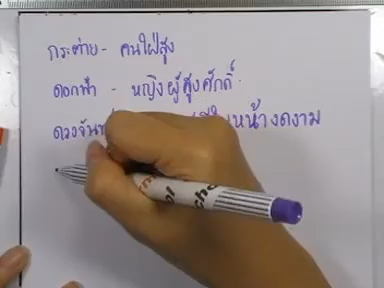 กระต่าย - คนใฝ่สูง
ดอกฟ้า - หญิงผู้สูงศักดิ์
ดวงจันทร์ หน้างดงาม